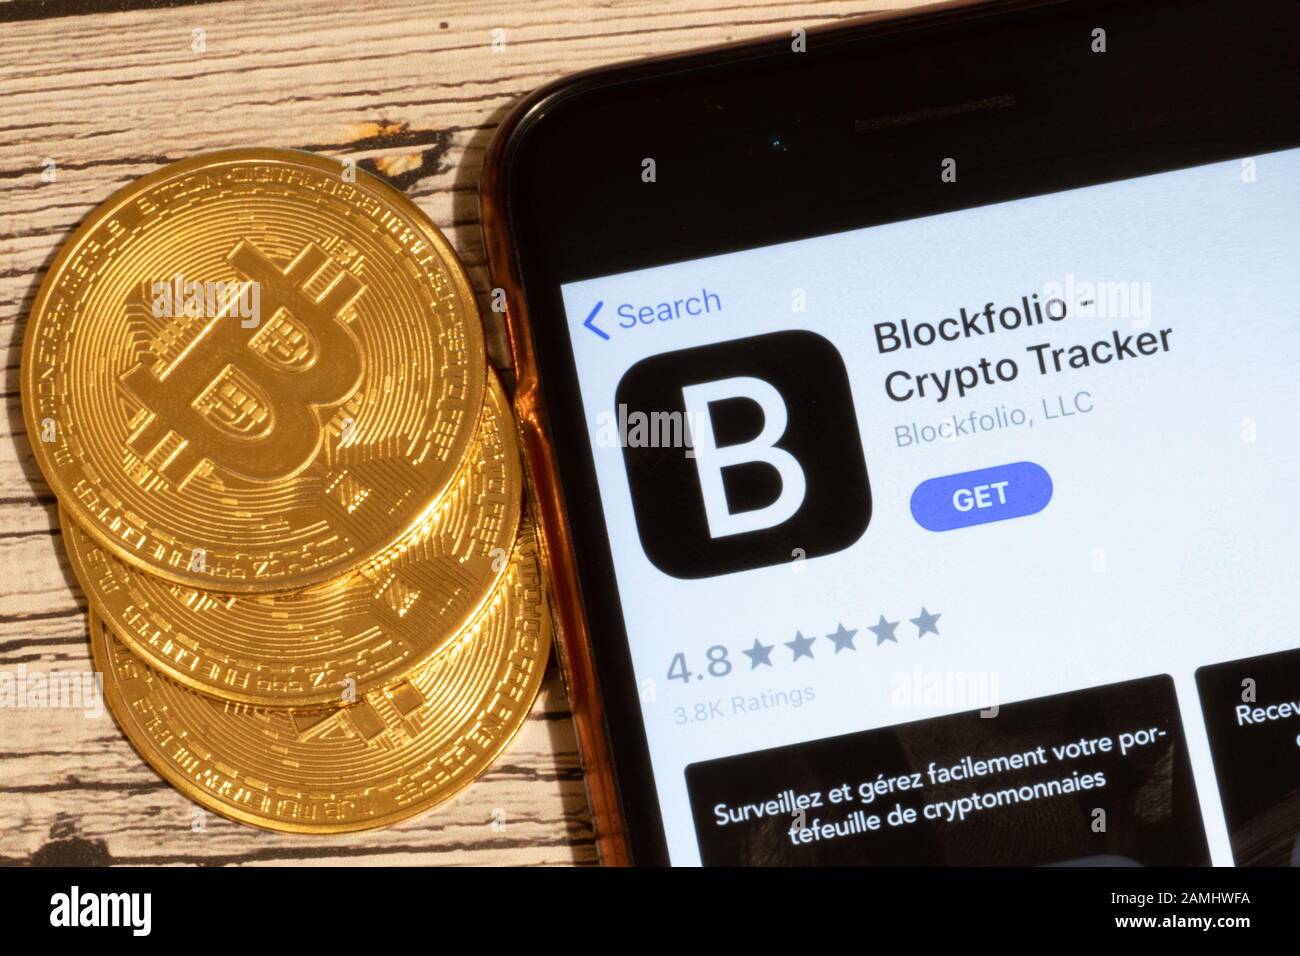 Search
Blockfolio -
Crypto Tracker
Blockfolio, LLC
GET
B
4.8
3.8K Ratings
Surveillez et gérez facilement votre por-
tefeuille de cryptomonnaies
Recev
alamy
Image ID: 2AMHWFA
www.alamy.com